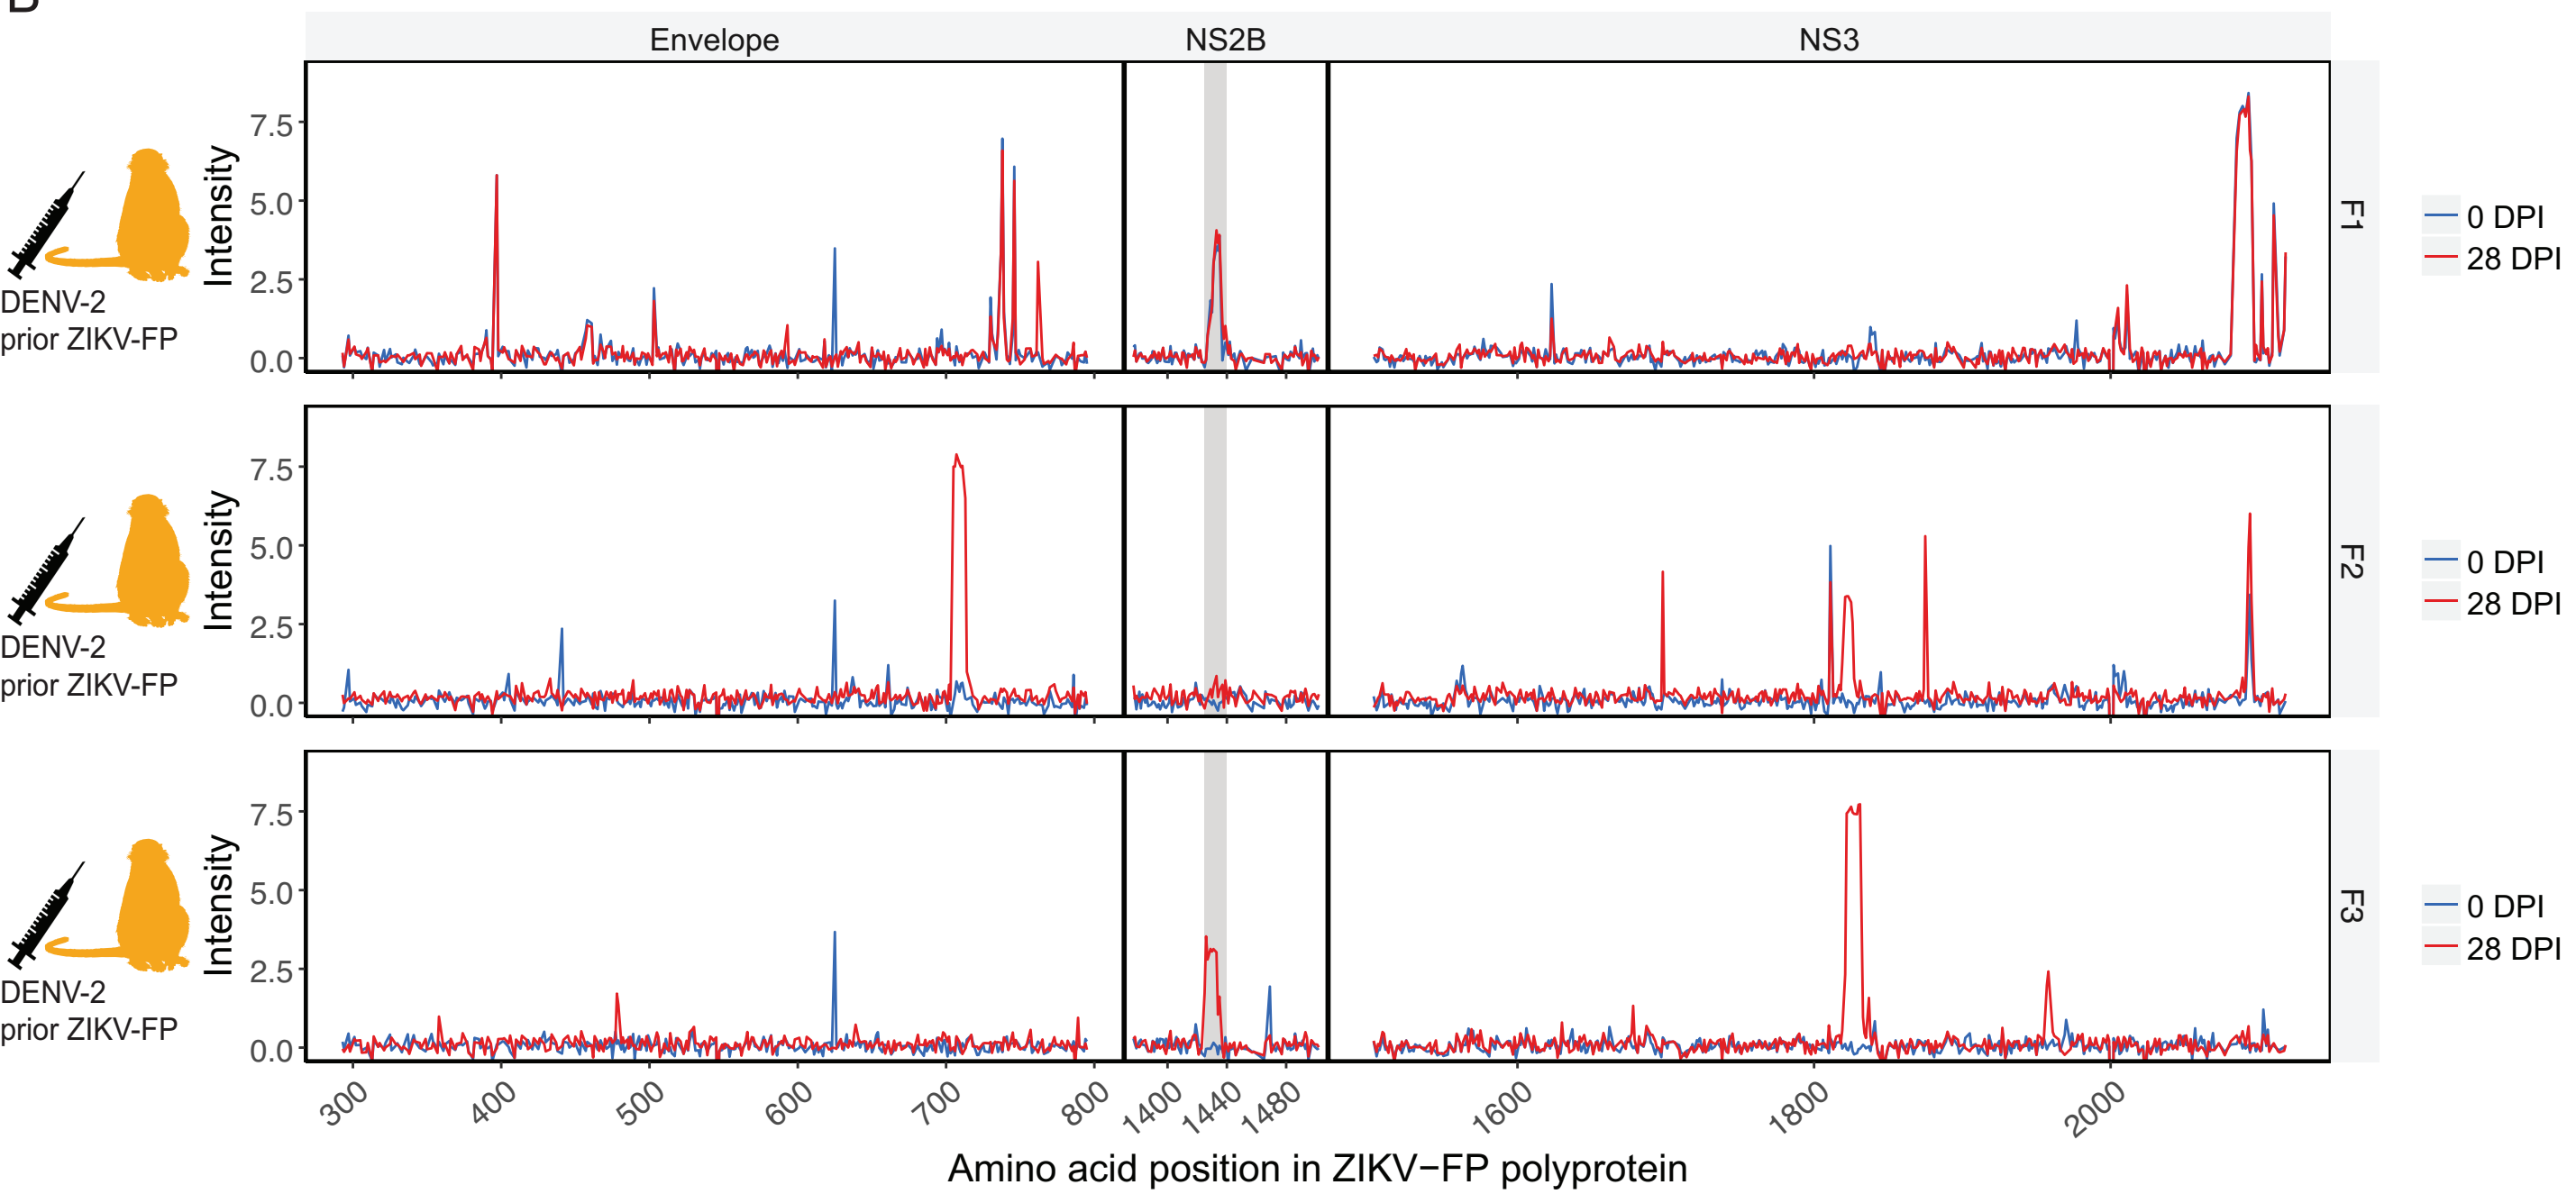 B
Envelope NS2B NS3
Intensity
7.5
5.0
2.5
0.0
DENV-2
prior ZIKV-FP
F1
0 DPI
28 DPI
Intensity
7.5
5.0
2.5
0.0
DENV-2
prior ZIKV-FP
F2
0 DPI
28 DPI
Intensity
7.5
5.0
2.5
0.0
DENV-2
prior ZIKV-FP
F3
0 DPI
28 DPI
300 400 500 600 700 800 1400 1440 1480 1600 1800 2000
Amino acid position in ZIKV−FP polyprotein